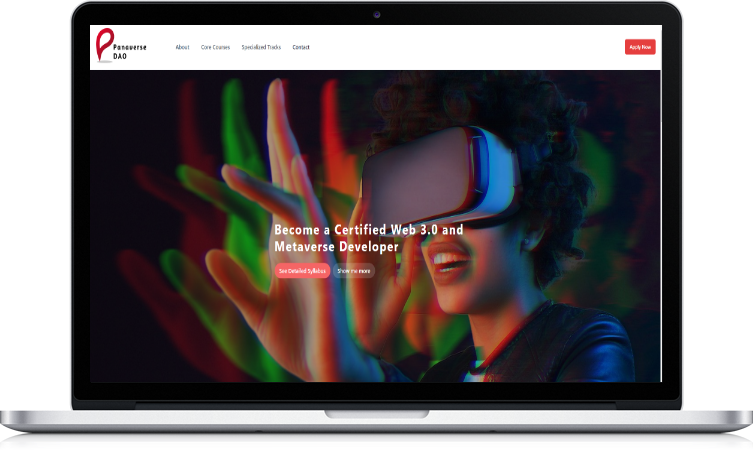 Panaverse
DAO
About
Core Courses
Specialized Tracks
Contact
Apply Now
Become a Certified Web 3.0 and
Metaverse Developer
See Detailed Syllabus
Show me more